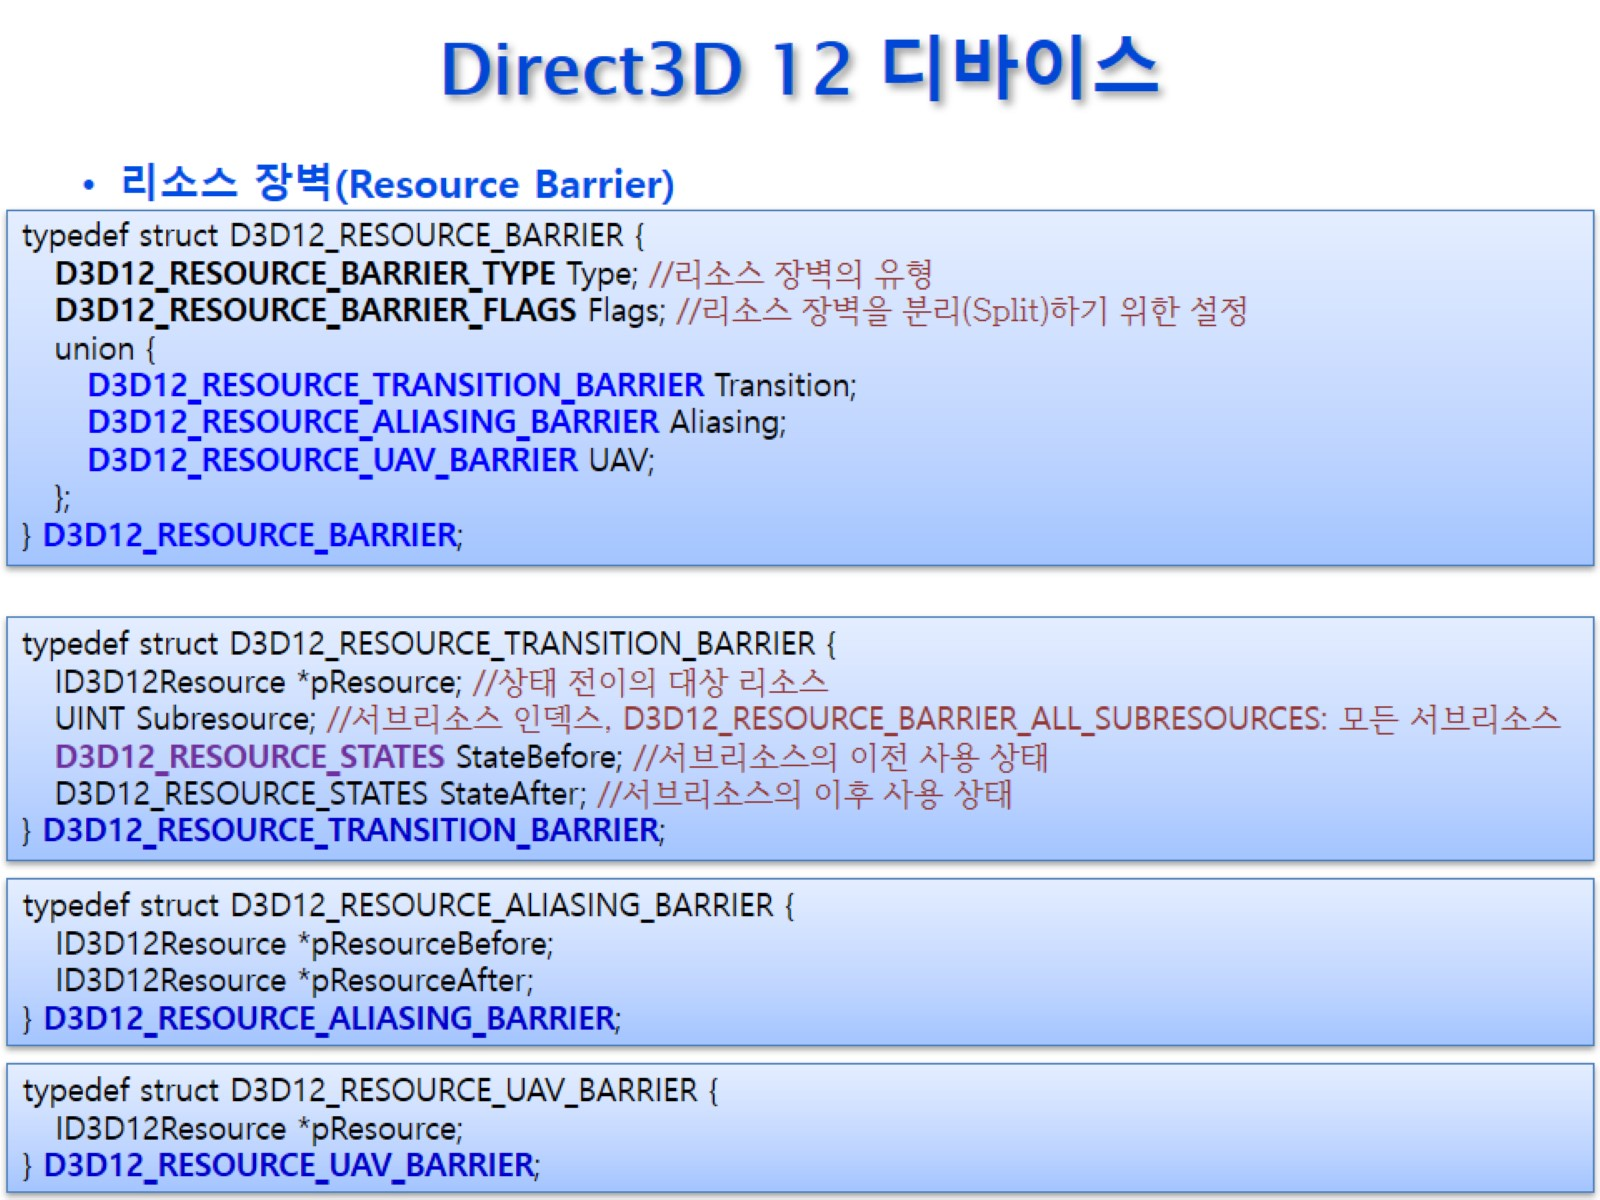 Direct3D 12 디바이스
• 리소스 장벽(Resource Barrier)
typedef struct D3D12_RESOURCE_BARRIER {
D3D12_RESOURCE_BARRIER_TYPE Type; //리소스 장벽의 유형
D3D12_RESOURCE_BARRIER_FLAGS Flags; //리소스 장벽을 분리(Split)하기 위한 설정
union {
D3D12_RESOURCE_TRANSITION_BARRIER Transition;
D3D12_RESOURCE_ALIASING_BARRIER Aliasing;
D3D12_RESOURCE_UAV_BARRIER UAV;
};
} D3D12_RESOURCE_BARRIER;
typedef struct D3D12_RESOURCE_TRANSITION_BARRIER {
ID3D12Resource *pResource; //상태 전이의 대상 리소스
UINT Subresource; //서브리소스 인덱스, D3D12_RESOURCE_BARRIER_ALL_SUBRESOURCES: 모든 서브리소스
D3D12_RESOURCE_STATES StateBefore; //서브리소스의 이전 사용 상태
D3D12_RESOURCE_STATES StateAfter; //서브리소스의 이후 사용 상태
} D3D12_RESOURCE_TRANSITION_BARRIER;
typedef struct D3D12_RESOURCE_ALIASING_BARRIER {
ID3D12Resource *pResourceBefore;
ID3D12Resource *pResourceAfter;
} D3D12_RESOURCE_ALIASING_BARRIER;
typedef struct D3D12_RESOURCE_UAV_BARRIER {
ID3D12Resource *pResource;
} D3D12_RESOURCE_UAV_BARRIER;